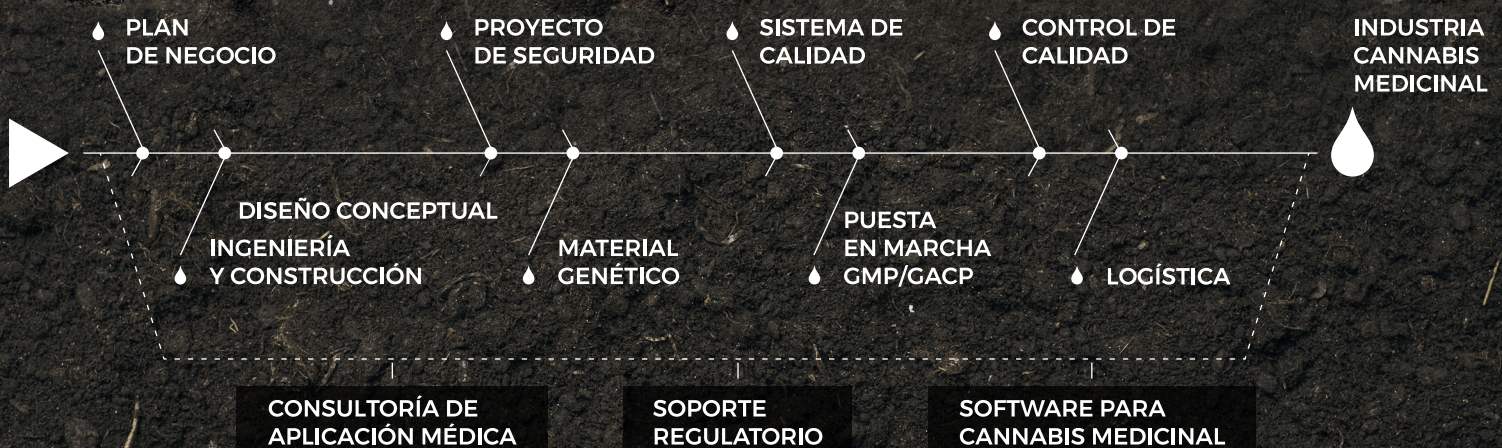 PLAN
DE NEGOCIO
PROYECTO
DE SEGURIDAD
SISTEMA DE
CALIDAD
CONTROL DE
CALIDAD
INDUSTRIA
CANNABIS
MEDICINAL
DISEÑO CONCEPTUAL
INGENIERÍA
Y CONSTRUCCIÓN
MATERIAL
GENÉTICO
PUESTA
EN MARCHA
GMP/GACP
LOGÍSTICA
CONSULTORÍA DE
APLICACIÓN MÉDICA
SOPORTE
REGULATORIO
SOFTWARE PARA
CANNABIS MEDICINAL